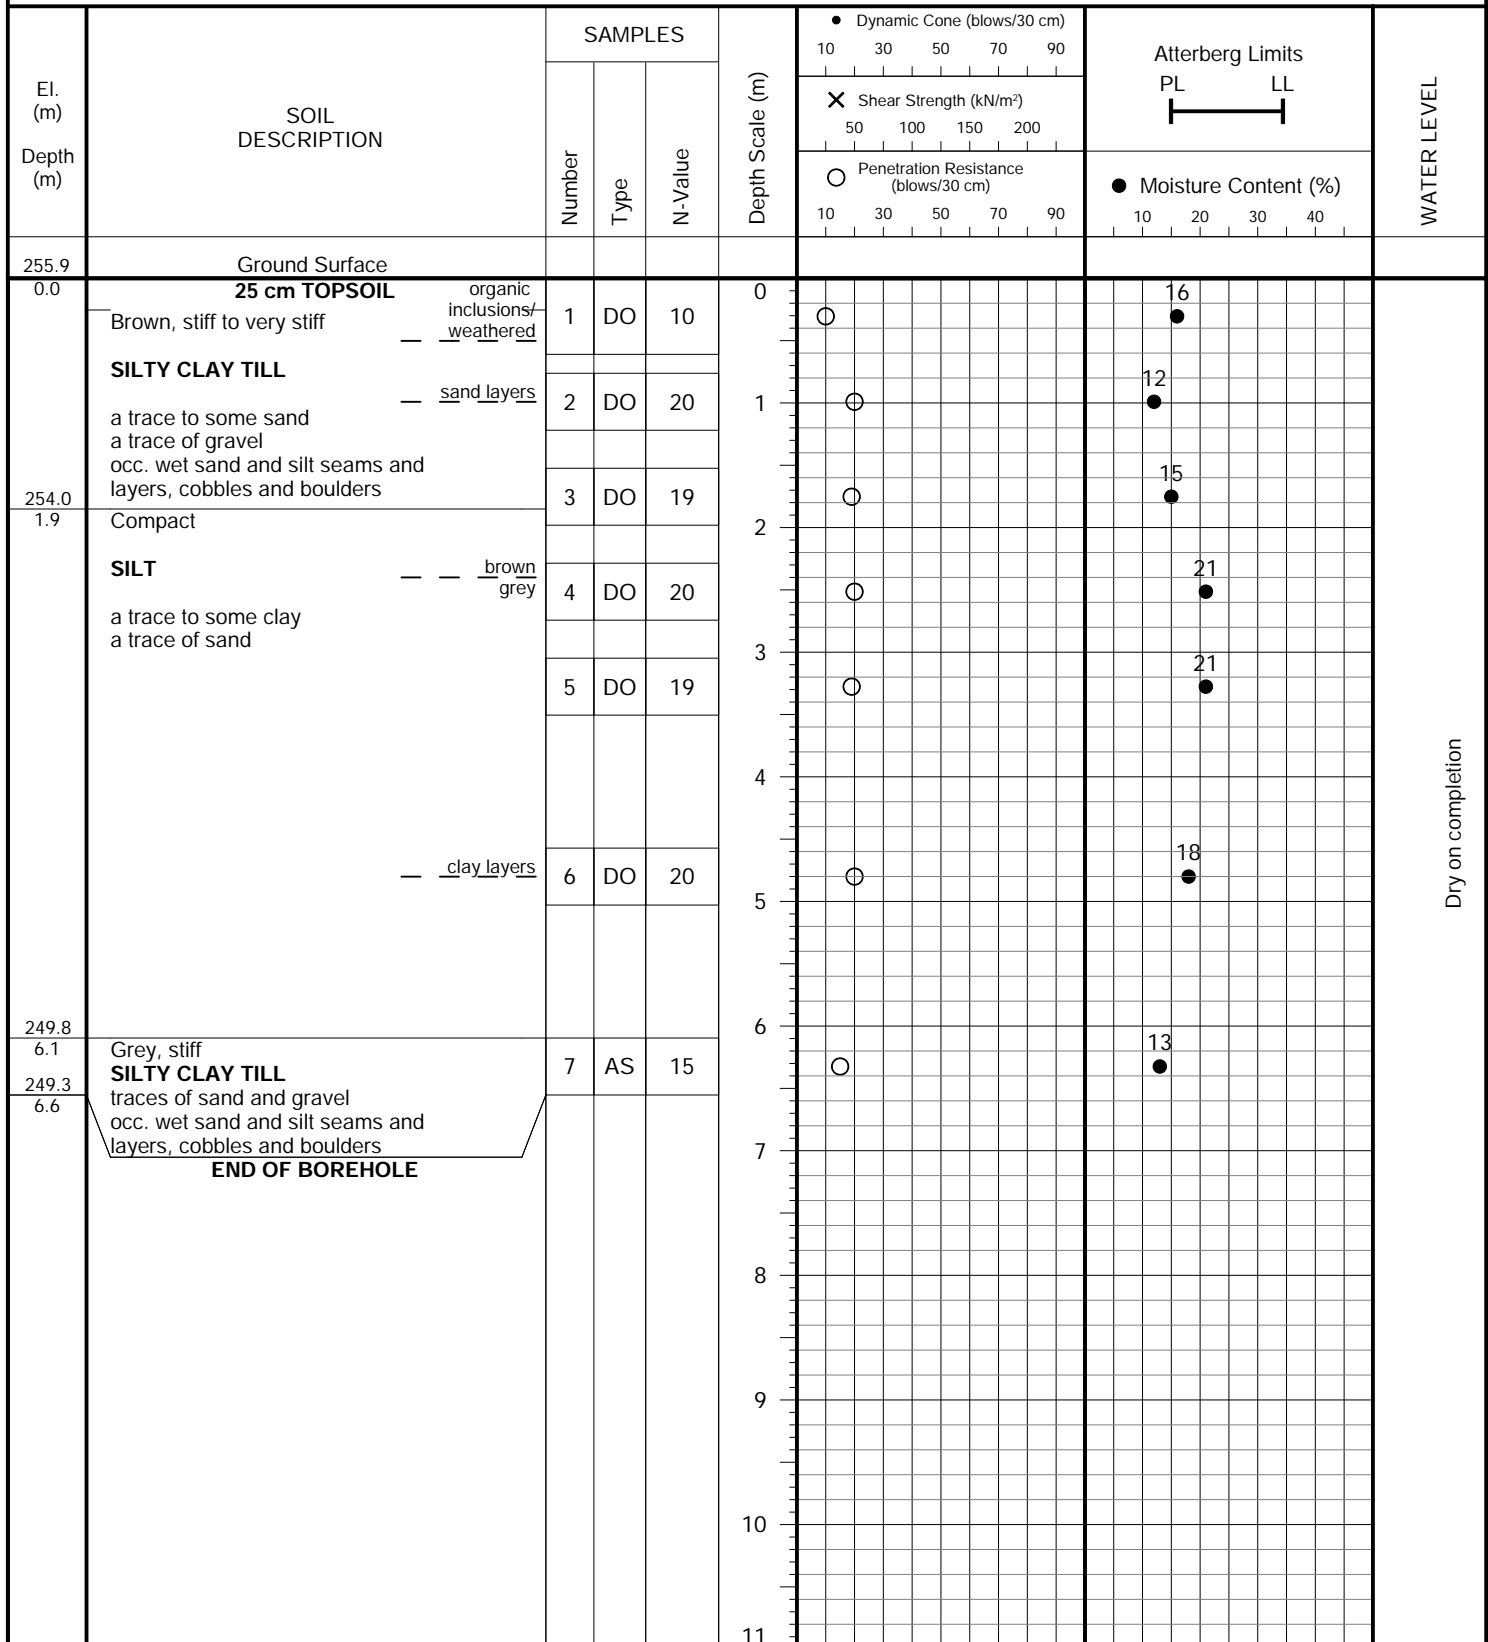 El.
(m)
Depth
(m)
SOIL
DESCRIPTION
SAMPLES
Number
Type
N-Value
Depth Scale (m)
Dynamic Cone (blows/30 cm)
10 30 50 70 90
Shear Strength (kN/m²)
50 100 150 200
Penetration Resistance
(blows/30 cm)
10 30 50 70 90
Atterberg Limits
PL LL
Moisture Content (%)
10 20 30 40
WATER LEVEL
255.9 Ground Surface
0.0 25 cm TOPSOIL organic 0 16
inclusions/
Brown, stiff to very stiff weathered 1 DO 10
SILTY CLAY TILL 12
sand layers 2 DO 20 1
a trace to some sand
a trace of gravel
occ. wet sand and silt seams and 15
layers, cobbles and boulders 3 DO 19
254.0
1.9 Compact 2
SILT brown 21
grey 4 DO 20
a trace to some clay
a trace of sand
3 21
5 DO 19
4
Dry on completion
18
clay layers 6 DO 20
5
249.8 6
6.1 Grey, stiff 13
SILTY CLAY TILL 7 AS 15
249.3
6.6 traces of sand and gravel
occ. wet sand and silt seams and
layers, cobbles and boulders 7
END OF BOREHOLE
8
9
10
11